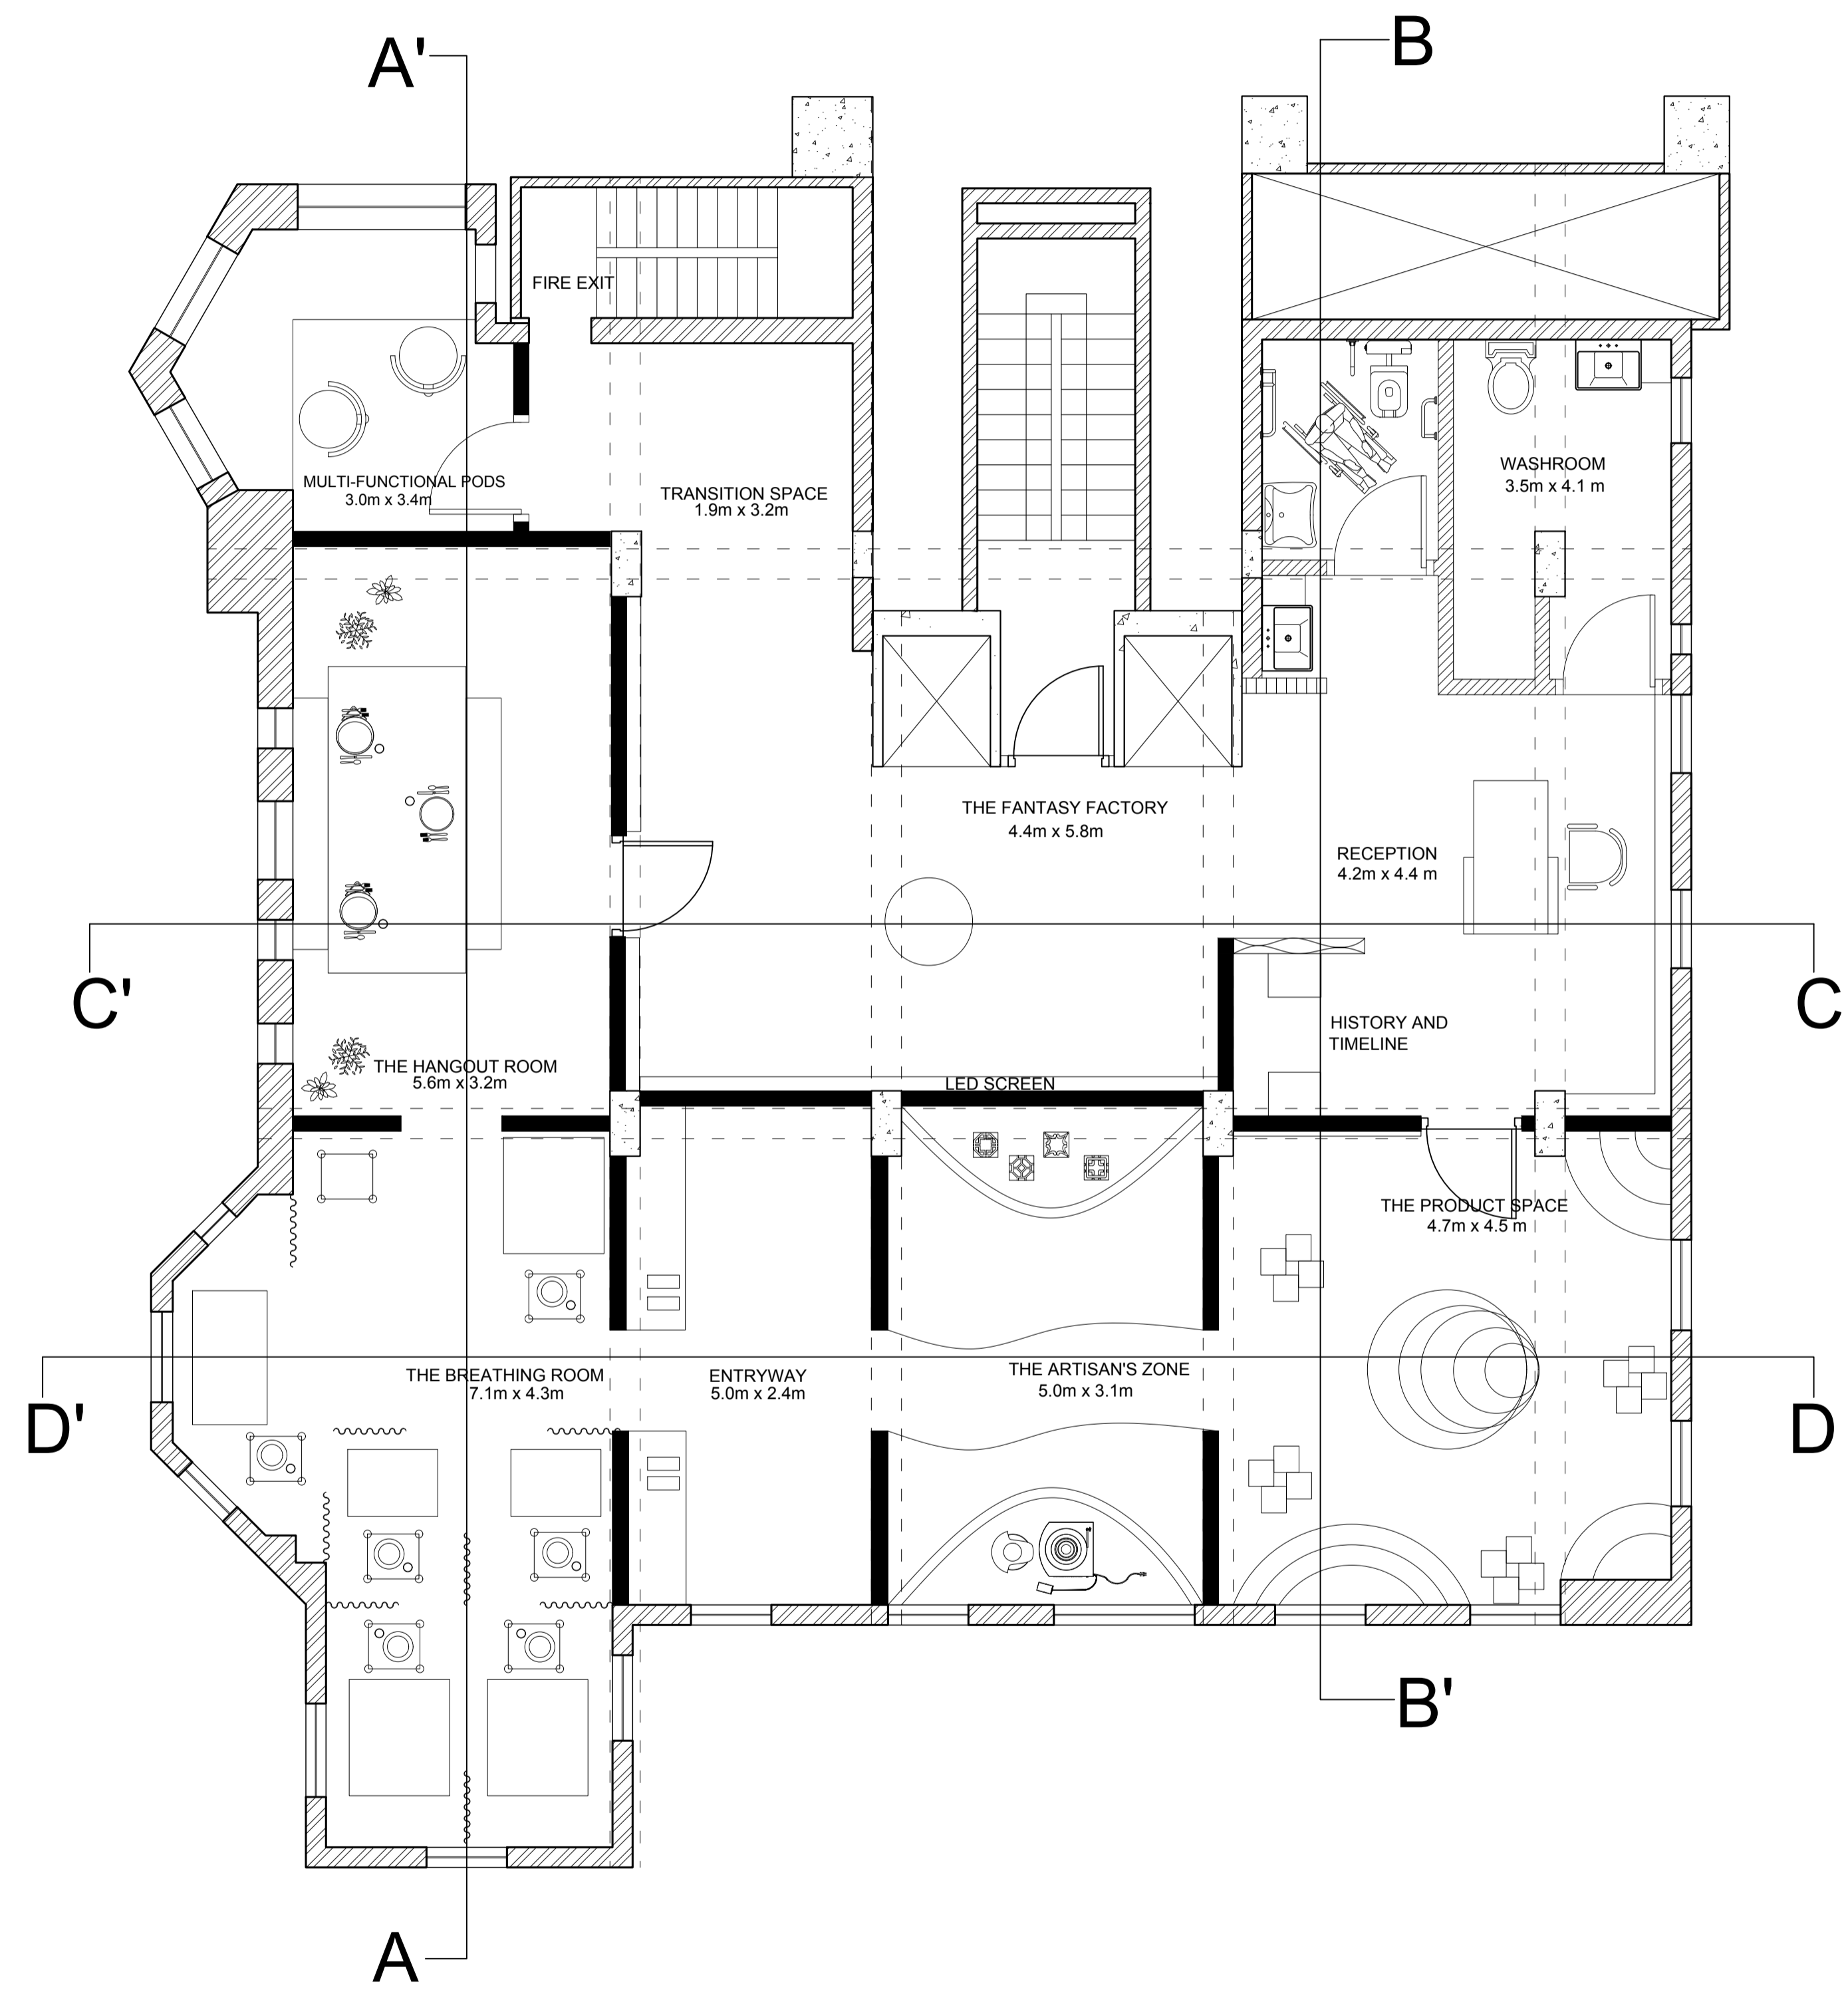 A'
B
FIRE EXIT
MULTI-FUNCTIONAL PODS
3.0m x 3.4m
TRANSITION SPACE
1.9m x 3.2m
WASHROOM
3.5m x 4.1 m
THE FANTASY FACTORY
4.4m x 5.8m
RECEPTION
4.2m x 4.4 m
C'
C
HISTORY AND
TIMELINE
THE HANGOUT ROOM
5.6m x 3.2m
LED SCREEN
THE PRODUCT SPACE
4.7m x 4.5 m
THE BREATHING ROOM
7.1m x 4.3m
ENTRYWAY
5.0m x 2.4m
THE ARTISAN'S ZONE
5.0m x 3.1m
D'
D
B'
A